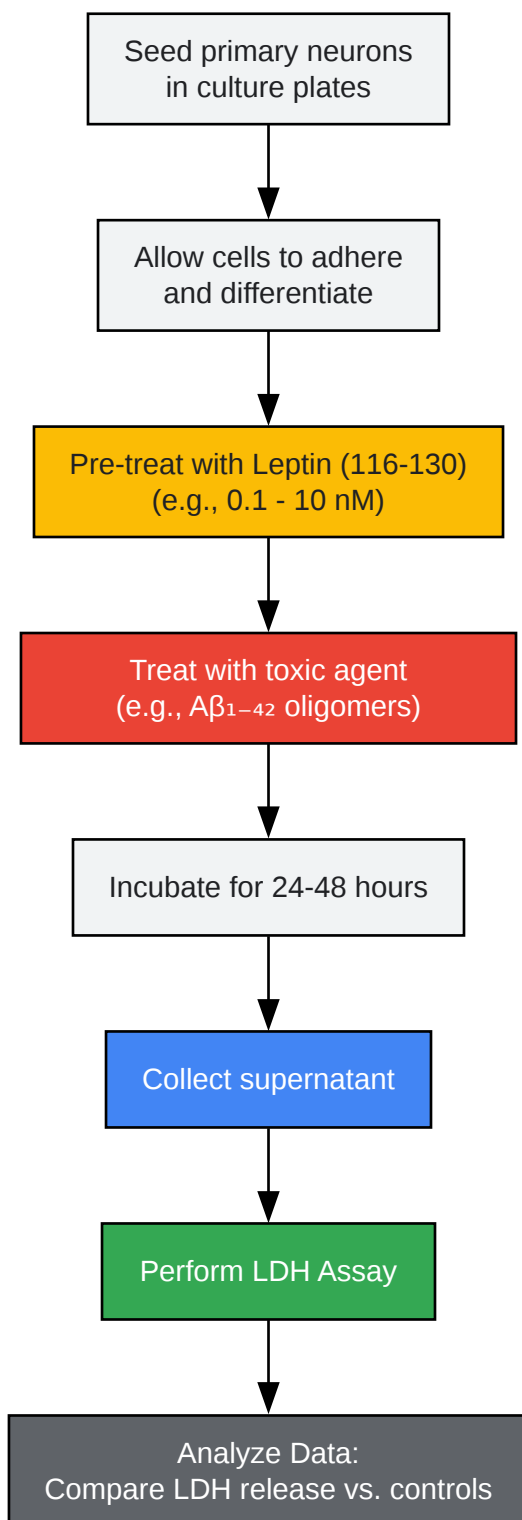 Seed primary neurons
in culture plates
Allow cells to adhere
and differentiate
Pre-treat with Leptin (116-130)
(e.g., 0.1 - 10 nM)
Treat with toxic agent
(e.g., Aβ₁₋₄₂ oligomers)
Incubate for 24-48 hours
Collect supernatant
Perform LDH Assay
Analyze Data:
Compare LDH release vs. controls